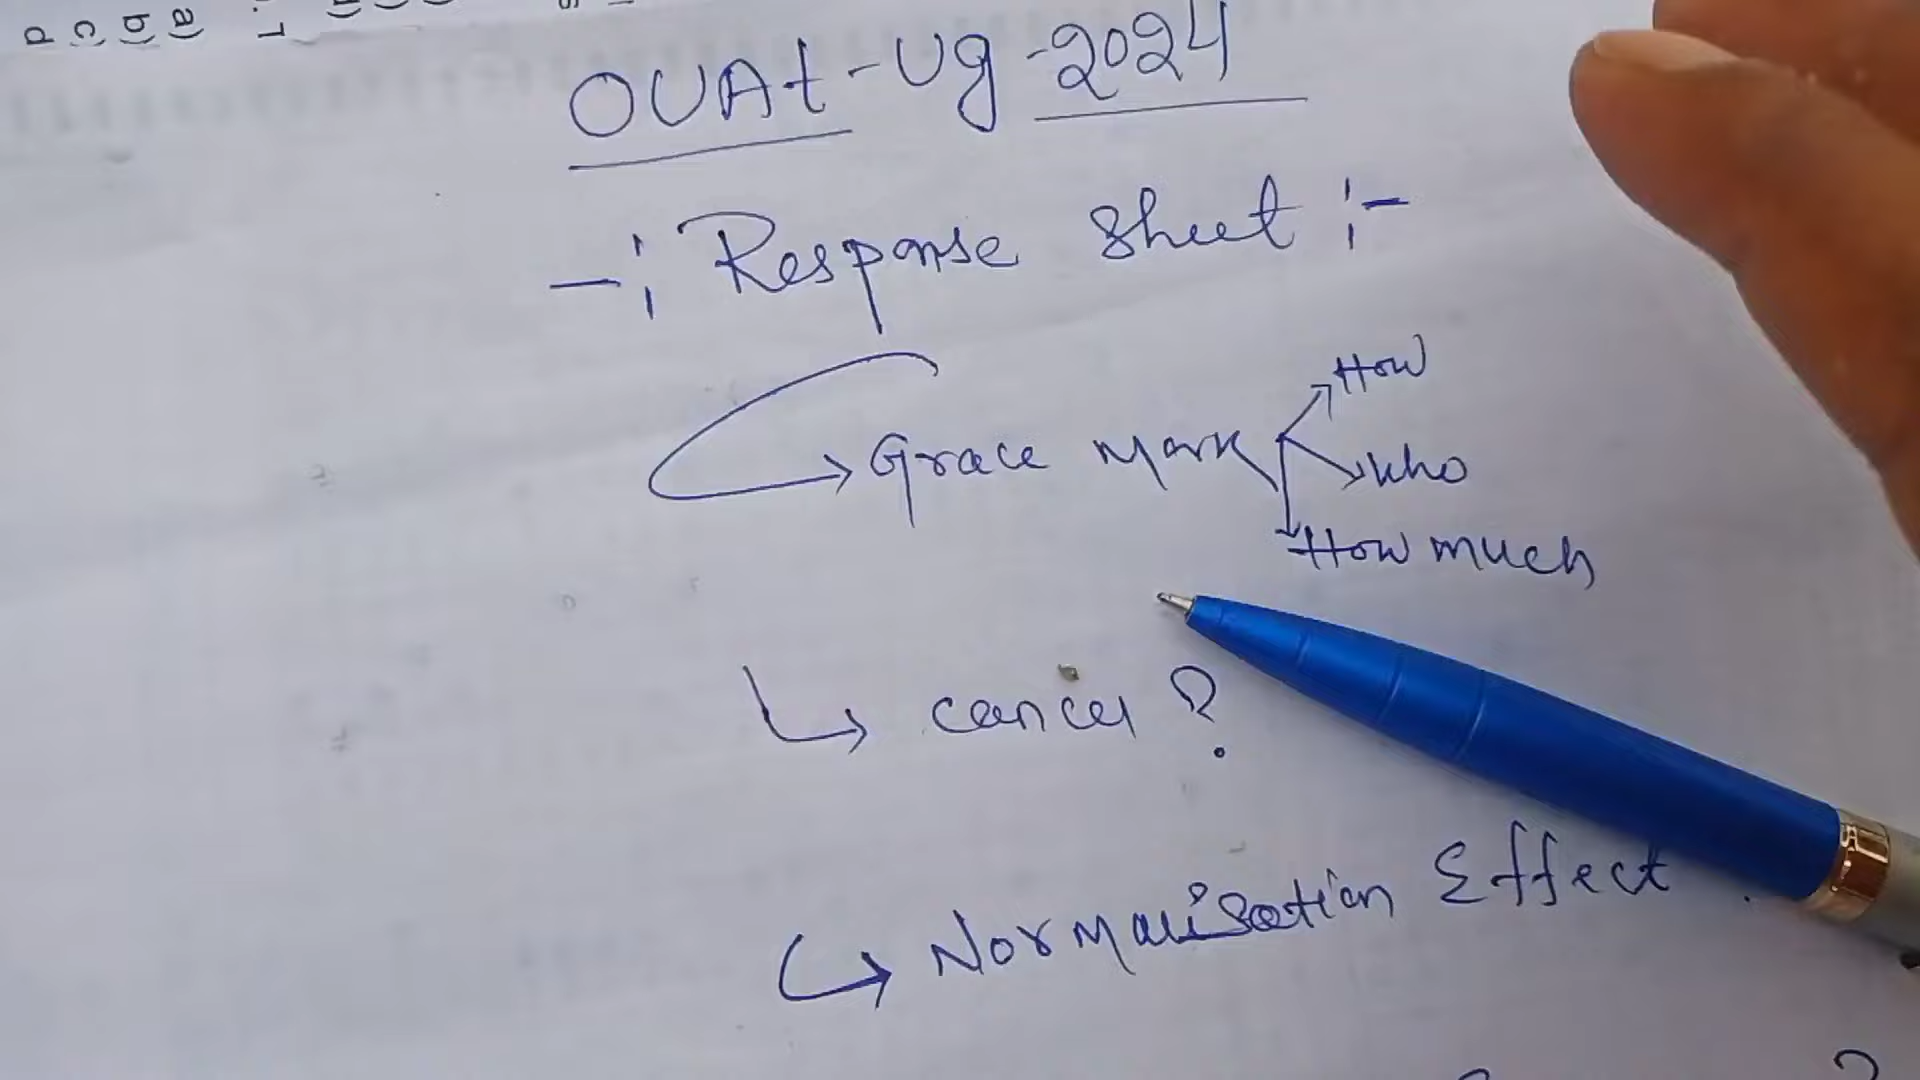 OUAt-Ug-2024
-: Response Sheet :-
→ Grace Mark → How
→ Who
→ How much
↳ cancel ?
↳ Normalisation Effect
?
a)
b)
c)
d